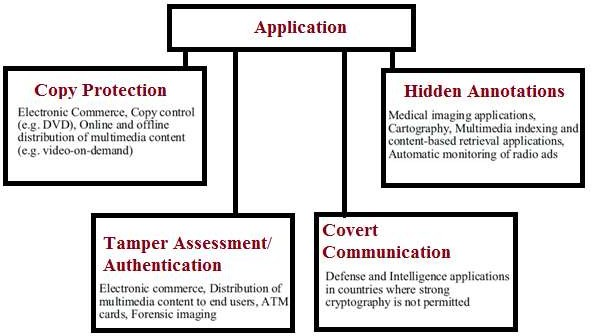 Application
Copy Protection
Electronic Commerce, Copy control
(e.g. DVD), Online and offline
distribution of multimedia content
(e.g. video-on-demand)
Hidden Annotations
Medical imaging applications,
Cartography, Multimedia indexing and
content-based retrieval applications,
Automatic monitoring of radio ads
Tamper Assessment/
Authentication
Electronic commerce, Distribution of
multimedia content to end users, ATM
cards, Forensic imaging
Covert
Communication
Defense and Intelligence applications
in countries where strong
cryptography is not permitted